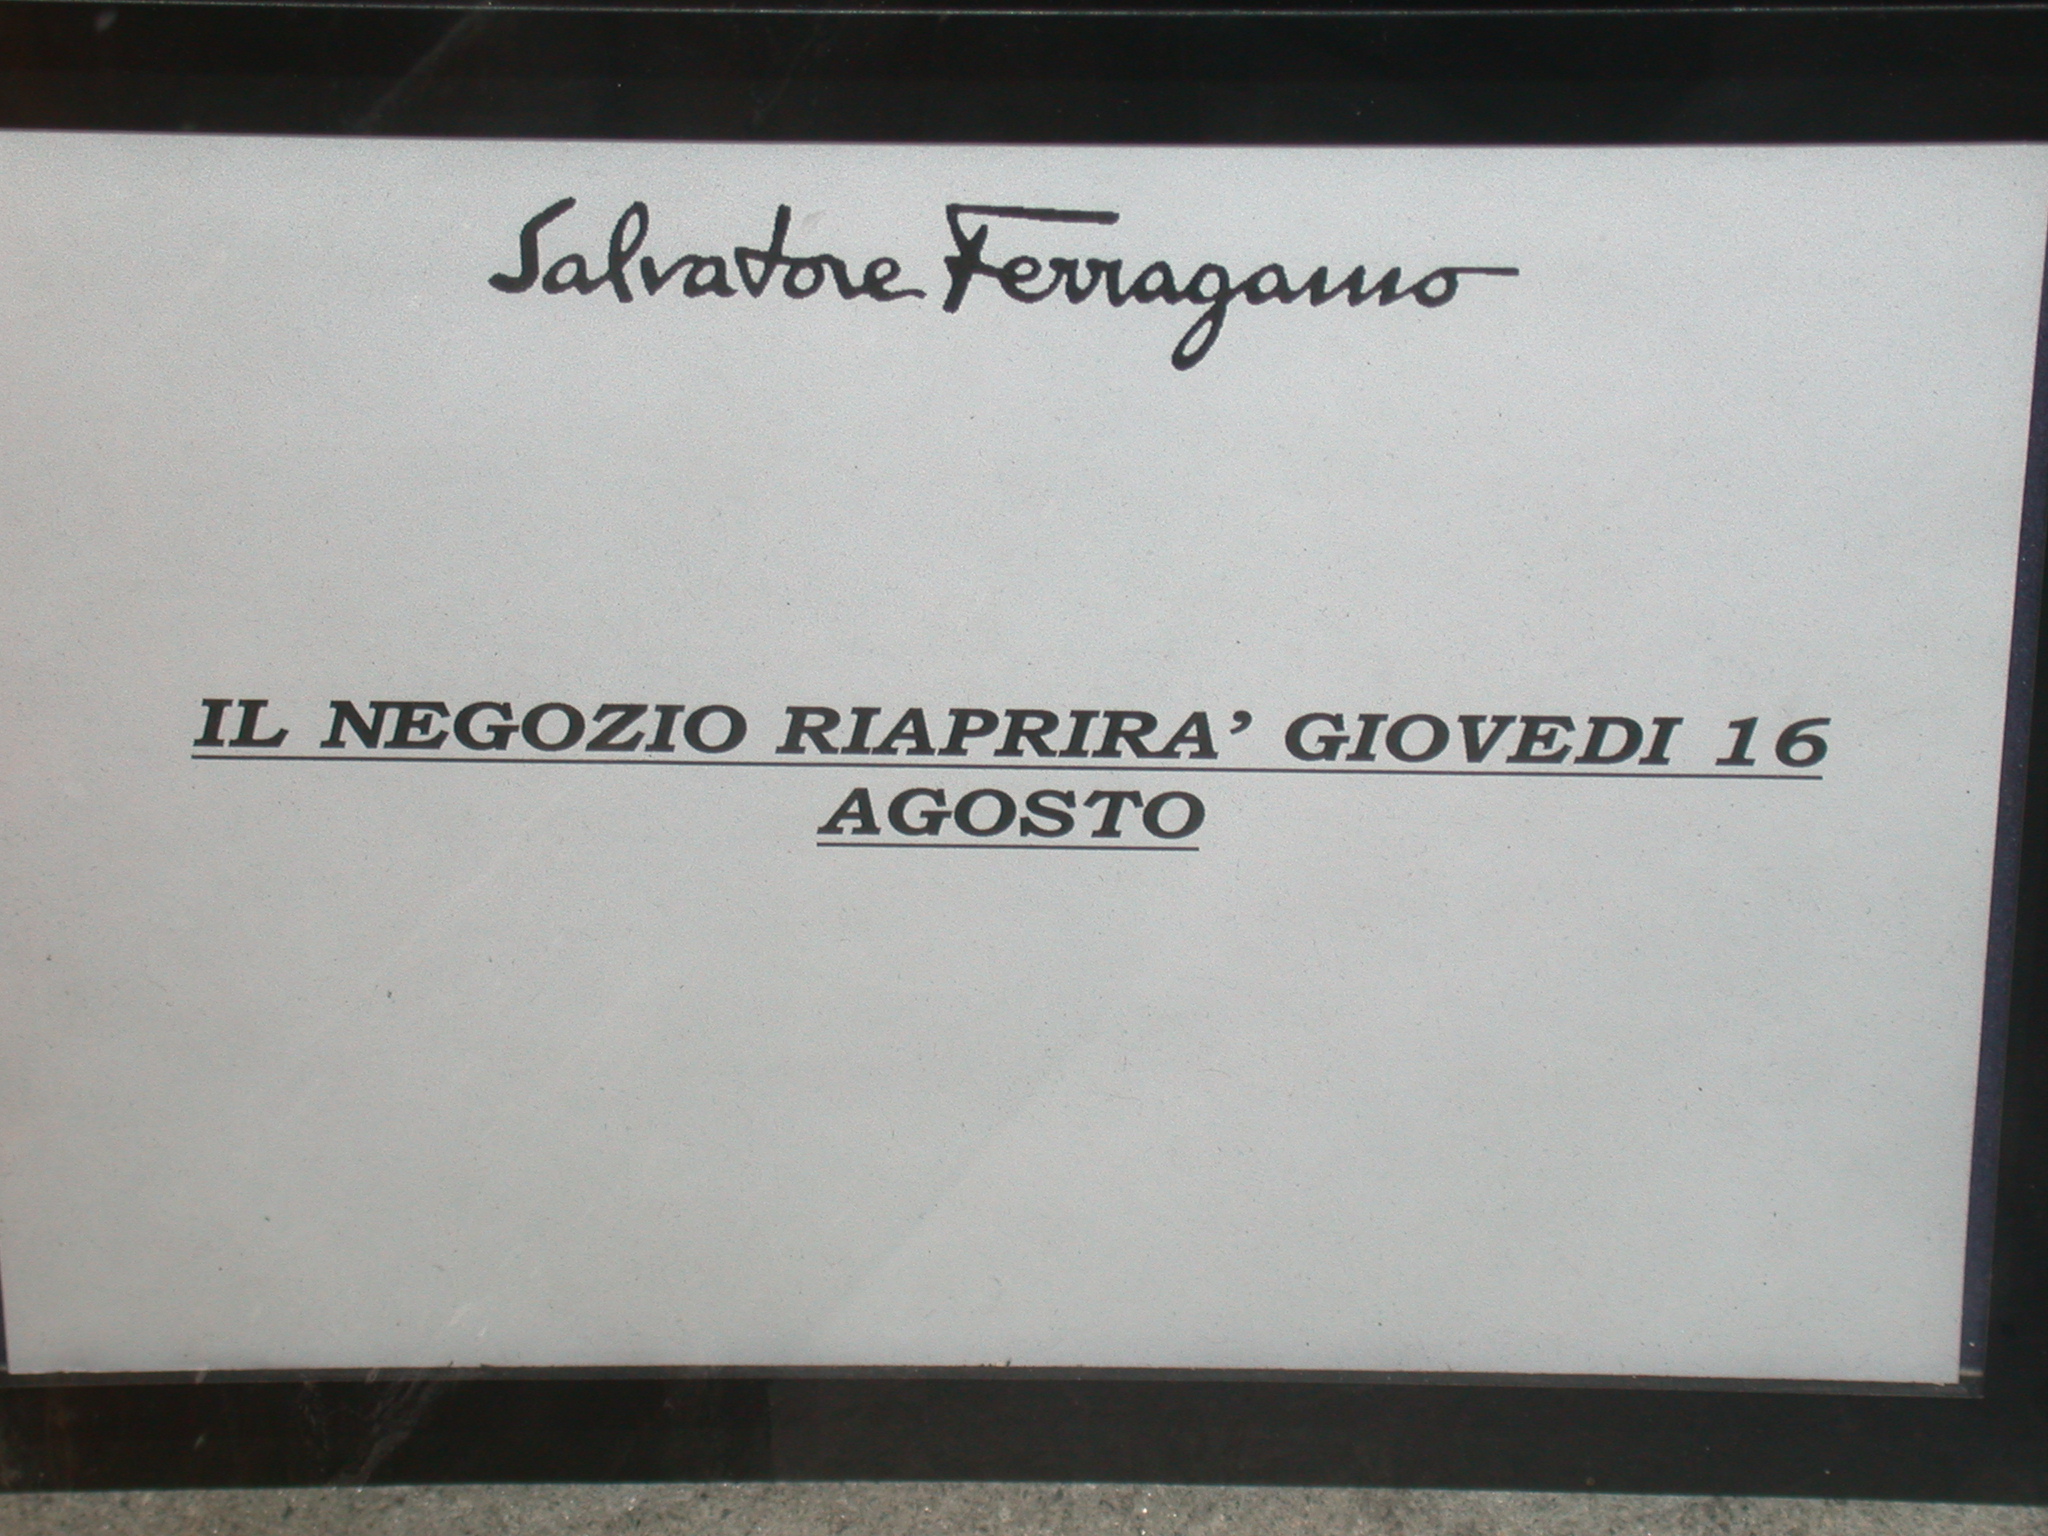 Salvatore Ferragamo
IL NEGOZIO RIAPRIRA’ GIOVEDI 16
AGOSTO